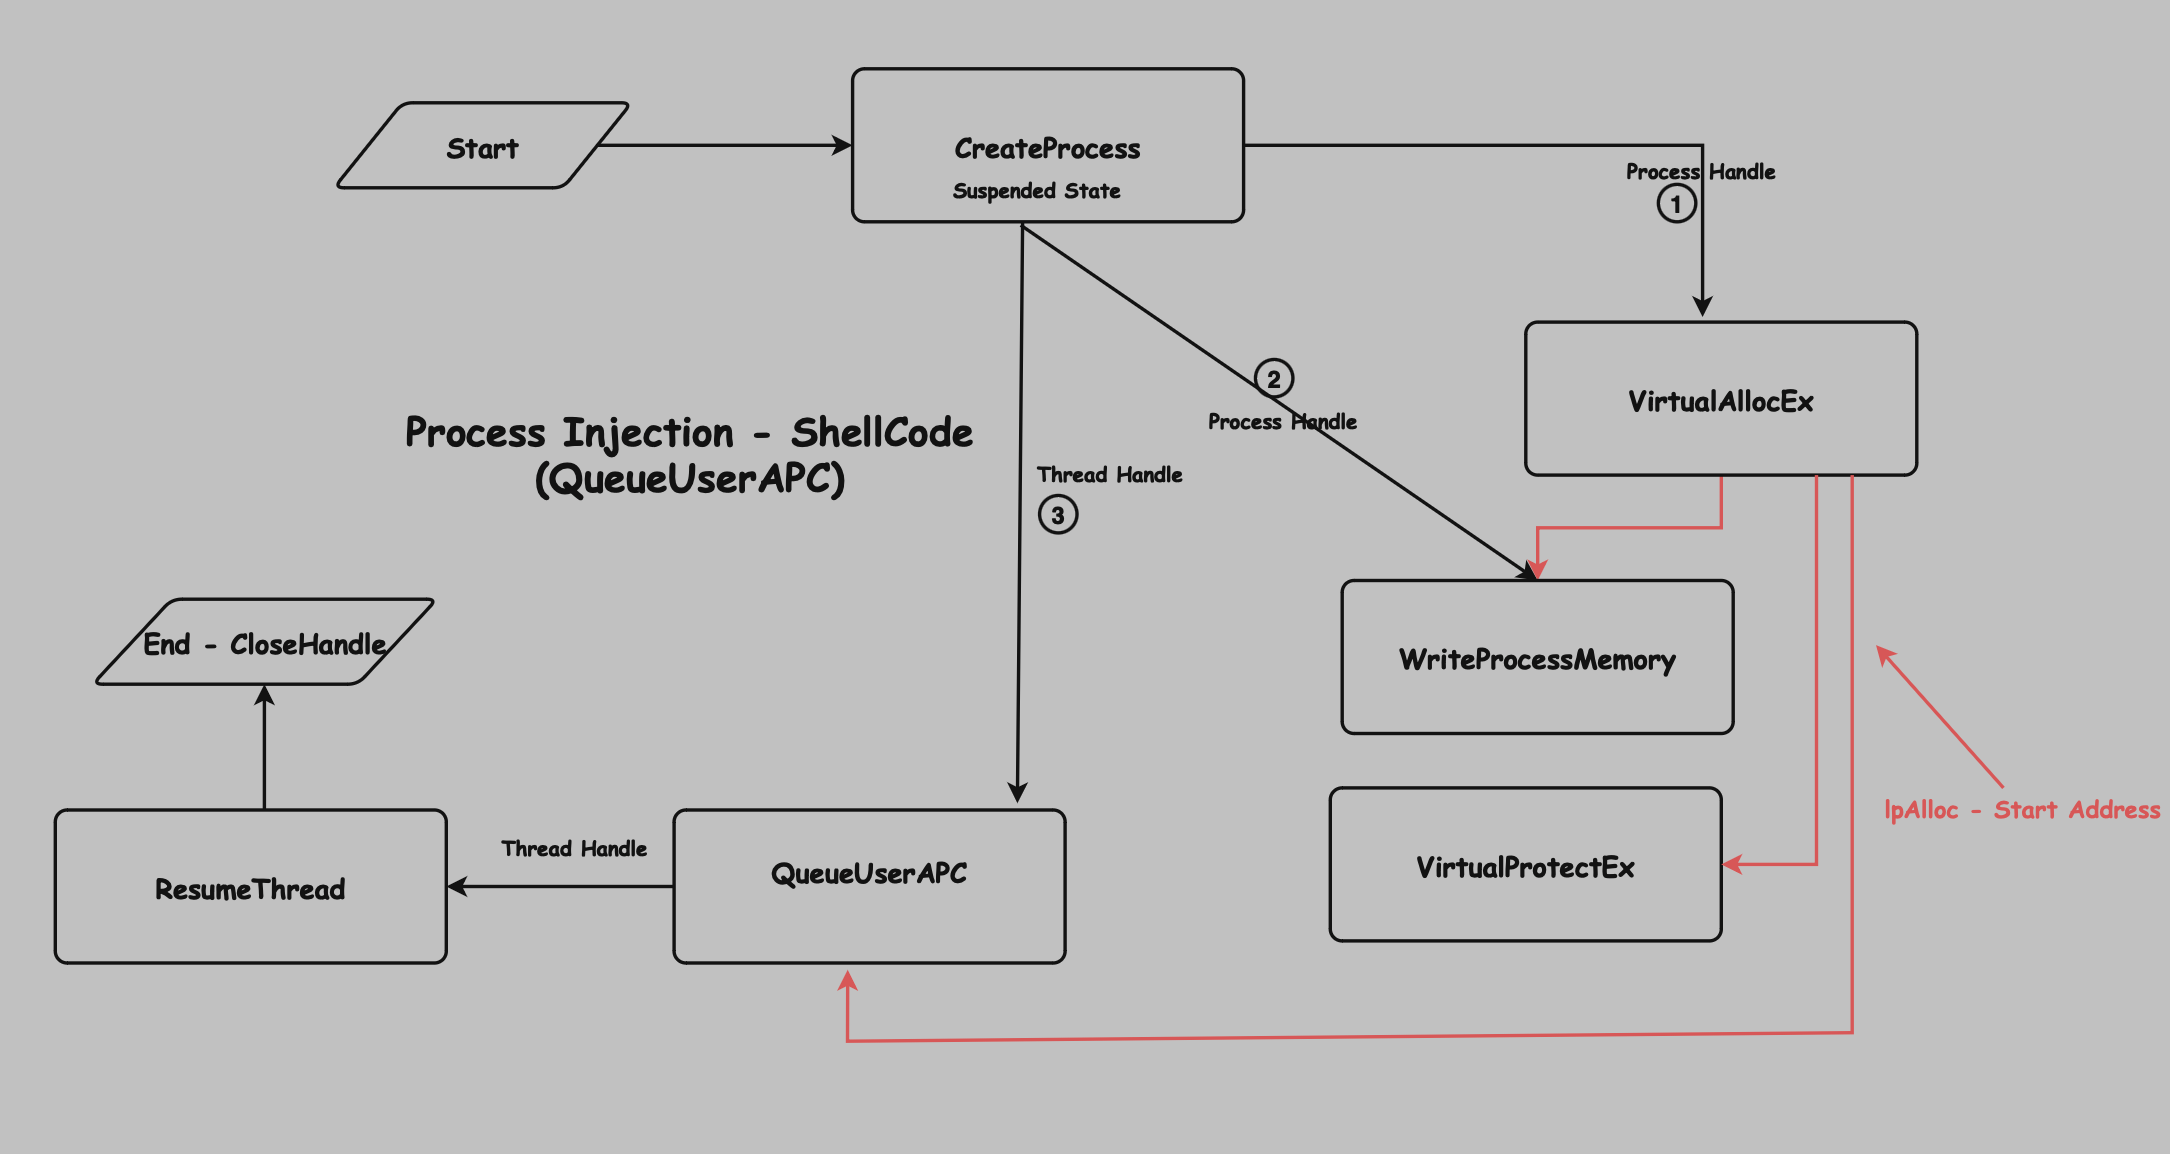 Start
CreateProcess
Suspended State
Process Handle
1
VirtualAllocEx
2
Process Handle
Process Injection - ShellCode
(QueueUserAPC)
Thread Handle
3
End - CloseHandle
WriteProcessMemory
lpAlloc - Start Address
Thread Handle
QueueUserAPC
VirtualProtectEx
ResumeThread